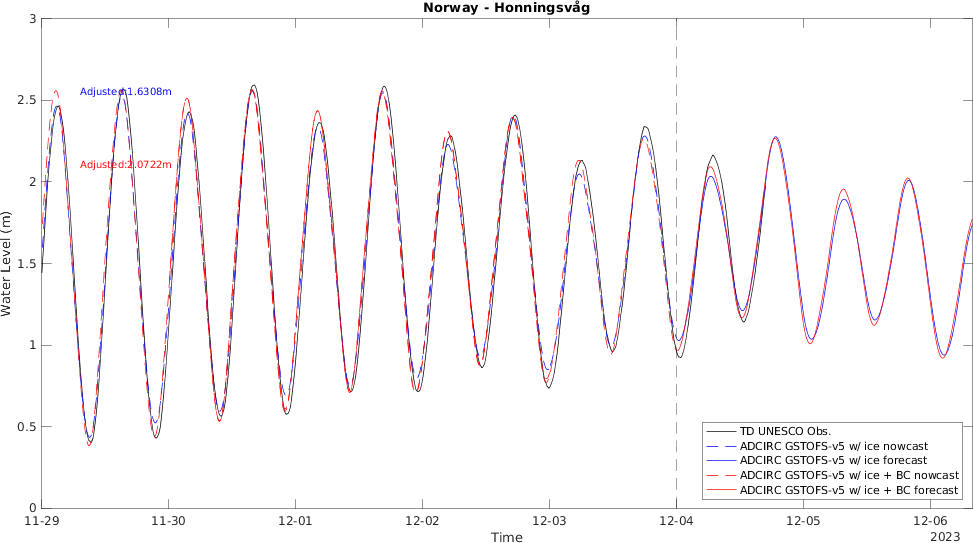 Norway - Honningsvåg
3
2.5
2
1.5
1
0.5
0
Water Level (m)
Adjusted:1.6308m
Adjusted:2.0722m
TD UNESCO Obs.
ADCIRC GSTOFS-v5 w/ ice nowcast
ADCIRC GSTOFS-v5 w/ ice forecast
ADCIRC GSTOFS-v5 w/ ice + BC nowcast
ADCIRC GSTOFS-v5 w/ ice + BC forecast
11-29 11-30 12-01 12-02 12-03 12-04 12-05 12-06
Time
2023